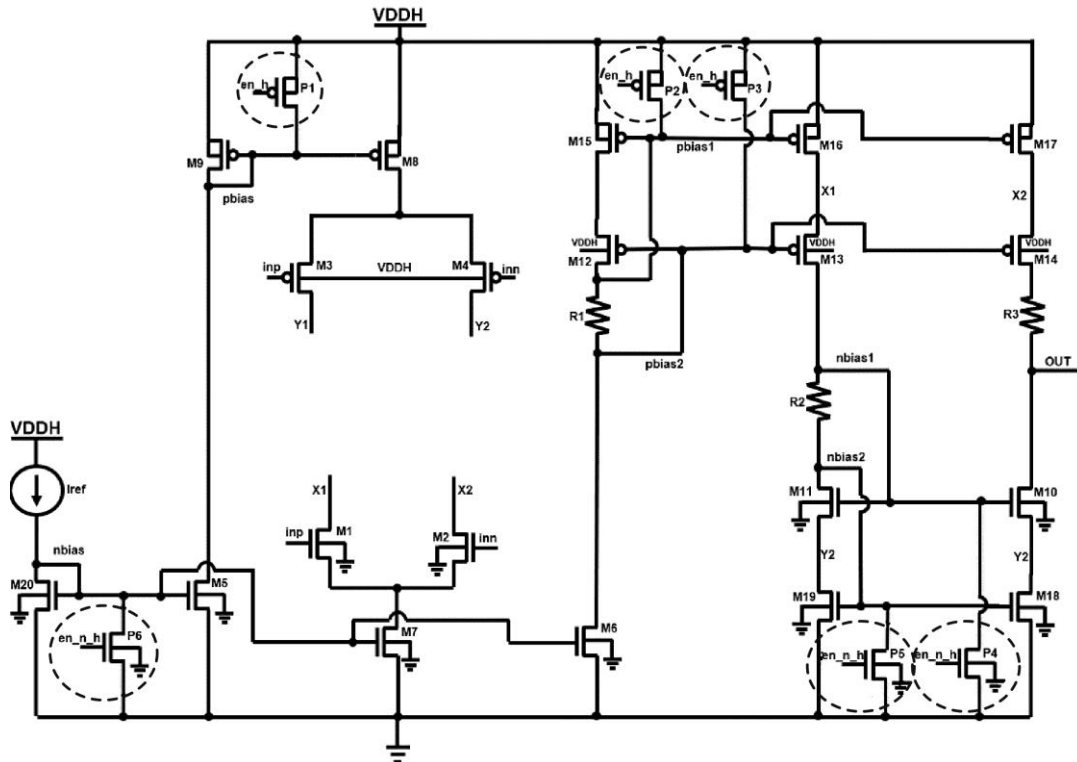 VDDH
en_h
P1
en_h
P2
en_h
P3
M9
M8
M15
pbias1
M16
M17
pbias
X1
X2
inp
M3
VDDH
M4
inn
VDDH
M12
VDDH
M13
VDDH
M14
Y1
Y2
R1
R3
pbias2
nbias1
OUT
R2
VDDH
Iref
nbias2
X1
X2
M11
M10
inp
M1
M2
inn
nbias
Y2
Y2
M20
M5
M19
M18
en_n_h
P6
M7
M6
en_n_h
P5
en_n_h
P4